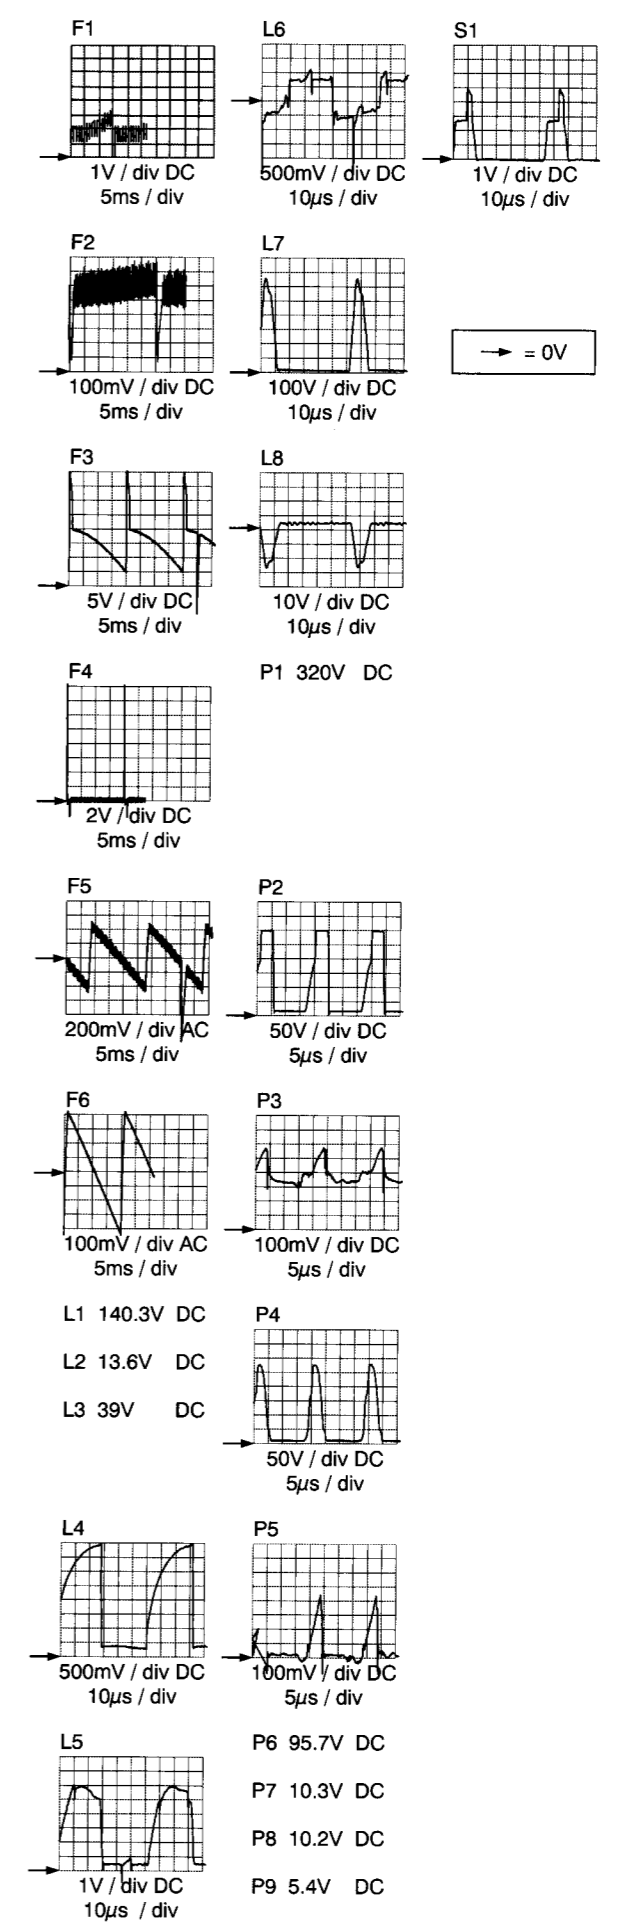 F1
1V / div DC
5ms / div
L6
500mV / div DC
10µs / div
S1
1V / div DC
10µs / div
F2
100mV / div DC
5ms / div
L7
100V / div DC
10µs / div
= 0V
F3
5V / div DC
5ms / div
L8
10V / div DC
10µs / div
F4
2V / div DC
5ms / div
P1 320V DC
F5
200mV / div AC
5ms / div
P2
50V / div DC
5µs / div
F6
100mV / div AC
5ms / div
P3
100mV / div DC
5µs / div
L1 140.3V DC
L2 13.6V DC
L3 39V DC
P4
50V / div DC
5µs / div
L4
500mV / div DC
10µs / div
P5
100mV / div DC
5µs / div
L5
1V / div DC
10µs / div
P6 95.7V DC
P7 10.3V DC
P8 10.2V DC
P9 5.4V DC